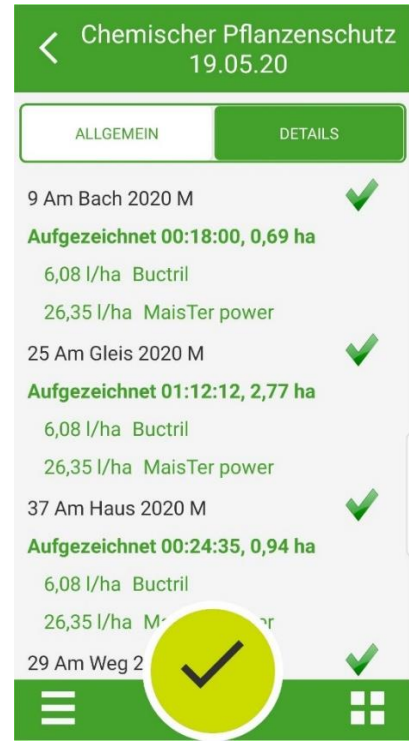 Chemischer Pflanzenschutz
19.05.20
ALLGEMEIN
DETAILS
9 Am Bach 2020 M
Aufgezeichnet 00:18:00, 0,69 ha
6,08 l/ha Buctril
26,35 l/ha MaisTer power
25 Am Gleis 2020 M
Aufgezeichnet 01:12:12, 2,77 ha
6,08 l/ha Buctril
26,35 l/ha MaisTer power
37 Am Haus 2020 M
Aufgezeichnet 00:24:35, 0,94 ha
6,08 l/ha Buctril
26,35 l/ha
29 Am Weg